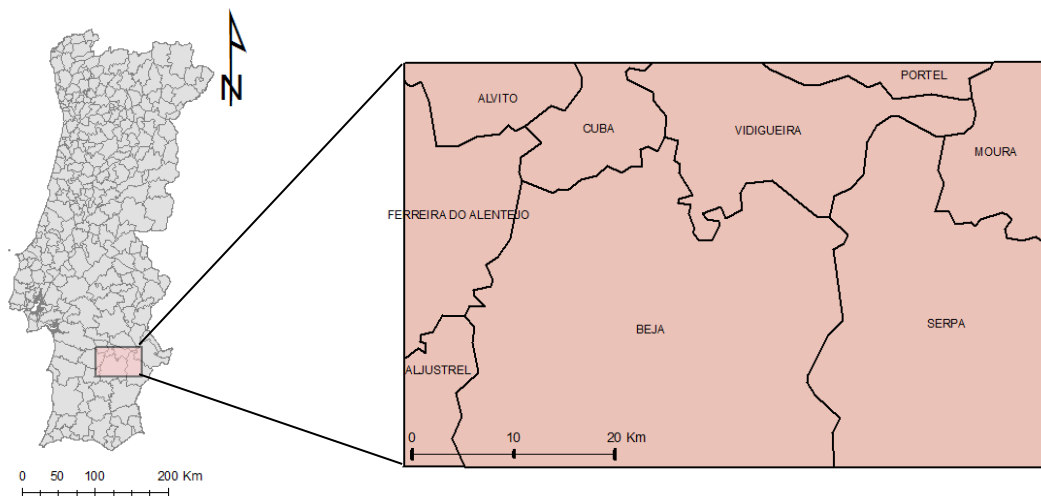 N
PORTEL
ALVITO
CUBA
VIDIGUEIRA
MOURA
FERREIRA DO ALENTEJO
BEJA
SERPA
ALJUSTREL
0 10 20 Km
0 50 100 200 Km